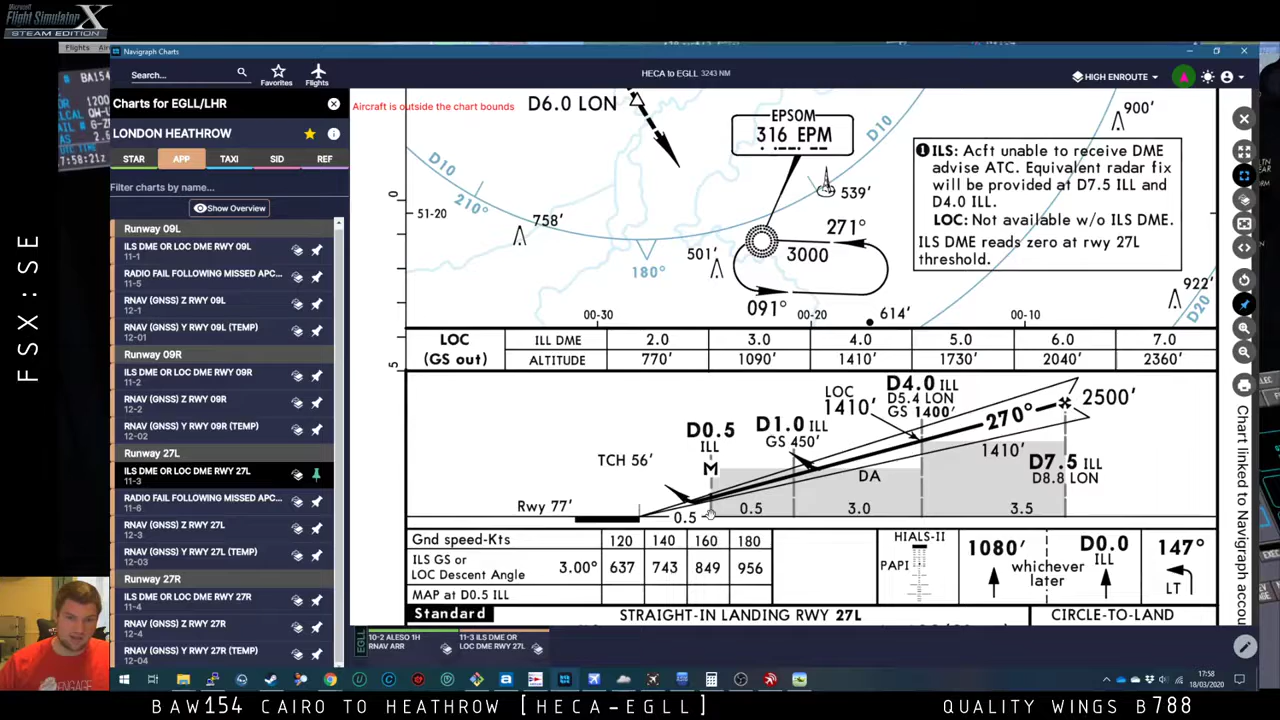 Microsoft
Flight Simulator X
STEAM EDITION
Flights
Navigraph Charts
Search...
Favorites
Flights
HECA to EGLL 3243 NM
HIGH ENROUTE
Charts for EGLL/LHR
LONDON HEATHROW
STAR
APP
TAXI
SID
REF
Filter charts by name...
Show Overview
Runway 09L
ILS DME OR LOC DME RWY 09L
11-1
RADIO FAIL FOLLOWING MISSED APC...
11-5
RNAV (GNSS) Z RWY 09L
12-1
RNAV (GNSS) Y RWY 09L (TEMP)
12-01
Runway 09R
ILS DME OR LOC DME RWY 09R
11-2
RNAV (GNSS) Z RWY 09R
12-2
RNAV (GNSS) Y RWY 09R (TEMP)
12-02
Runway 27L
ILS DME OR LOC DME RWY 27L
11-3
RADIO FAIL FOLLOWING MISSED APC...
11-6
RNAV (GNSS) Z RWY 27L
12-3
RNAV (GNSS) Y RWY 27L (TEMP)
12-03
Runway 27R
ILS DME OR LOC DME RWY 27R
11-4
RNAV (GNSS) Z RWY 27R
12-4
RNAV (GNSS) Y RWY 27R (TEMP)
12-04
Aircraft is outside the chart bounds
D6.0 LON
EPSOM
316 EPM
D10
D10
900'
210°
0
51-20
758'
539'
180°
501'
271°
3000
091°
922'
D20
00-30
00-20
614'
00-10
ILS: Acft unable to receive DME
advise ATC. Equivalent radar fix
will be provided at D7.5 ILL and
D4.0 ILL.
LOC: Not available w/o ILS DME.
ILS DME reads zero at rwy 27L
threshold.
5
LOC
(GS out)
ILL DME 2.0 3.0 4.0 5.0 6.0 7.0
ALTITUDE 770' 1090' 1410' 1730' 2040' 2360'
D4.0 ILL
D5.4 LON
GS 1400'
LOC
1410'
2500'
270°
D1.0 ILL
GS 450'
D0.5
ILL
M
TCH 56'
1410'
D7.5 ILL
D8.8 LON
DA
Rwy 77'
0.5
0.5
3.0
3.5
Gnd speed-Kts 120 140 160 180
ILS GS or
LOC Descent Angle 3.00° 637 743 849 956
MAP at D0.5 ILL
HIALS-II
PAPI
1080'
whichever
later
D0.0
ILL
147°
LT
Standard
STRAIGHT-IN LANDING RWY 27L
CIRCLE-TO-LAND
EGLL
10-2 ALESO 1H
RNAV ARR
11-3 ILS DME OR
LOC DME RWY 27L
Chart linked to Navigraph accou
17:58
18/03/2020
FSX:SE
BAW154 CAIRO TO HEATHROW [HECA-EGLL]
QUALITY WINGS B788